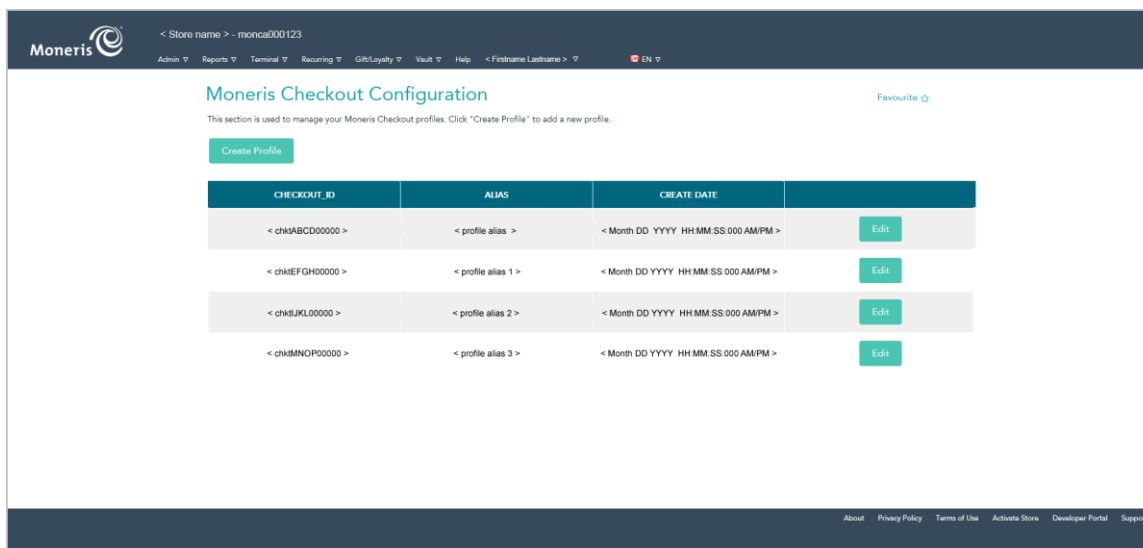 Moneris
< Store name > - monca000123
Admin Reports Terminal Recurring Gift/Loyalty Vault Help < Firstname Lastname > EN
Moneris Checkout Configuration
Favourite
This section is used to manage your Moneris Checkout profiles. Click "Create Profile" to add a new profile.
Create Profile
CHECKOUT_ID ALIAS CREATE DATE
< chktABCD00000 > < profile alias > < Month DD YYYY HH:MM:SS:000 AM/PM > Edit
< chktEFGH00000 > < profile alias 1 > < Month DD YYYY HH:MM:SS:000 AM/PM > Edit
< chktIJKL00000 > < profile alias 2 > < Month DD YYYY HH:MM:SS:000 AM/PM > Edit
< chktMNOP00000 > < profile alias 3 > < Month DD YYYY HH:MM:SS:000 AM/PM > Edit
About Privacy Policy Terms of Use Activate Store Developer Portal